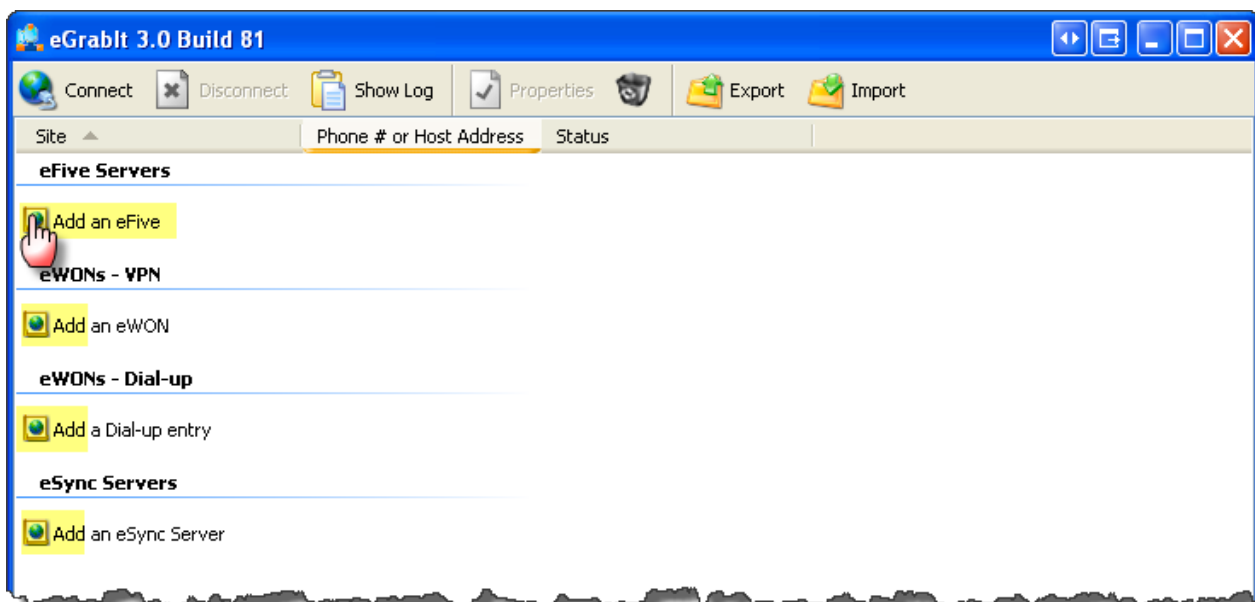 eGrabIt 3.0 Build 81
Connect Disconnect Show Log Properties Export Import
Site Phone # or Host Address Status
eFive Servers
Add an eFive
eWONs - VPN
Add an eWON
eWONs - Dial-up
Add a Dial-up entry
eSync Servers
Add an eSync Server